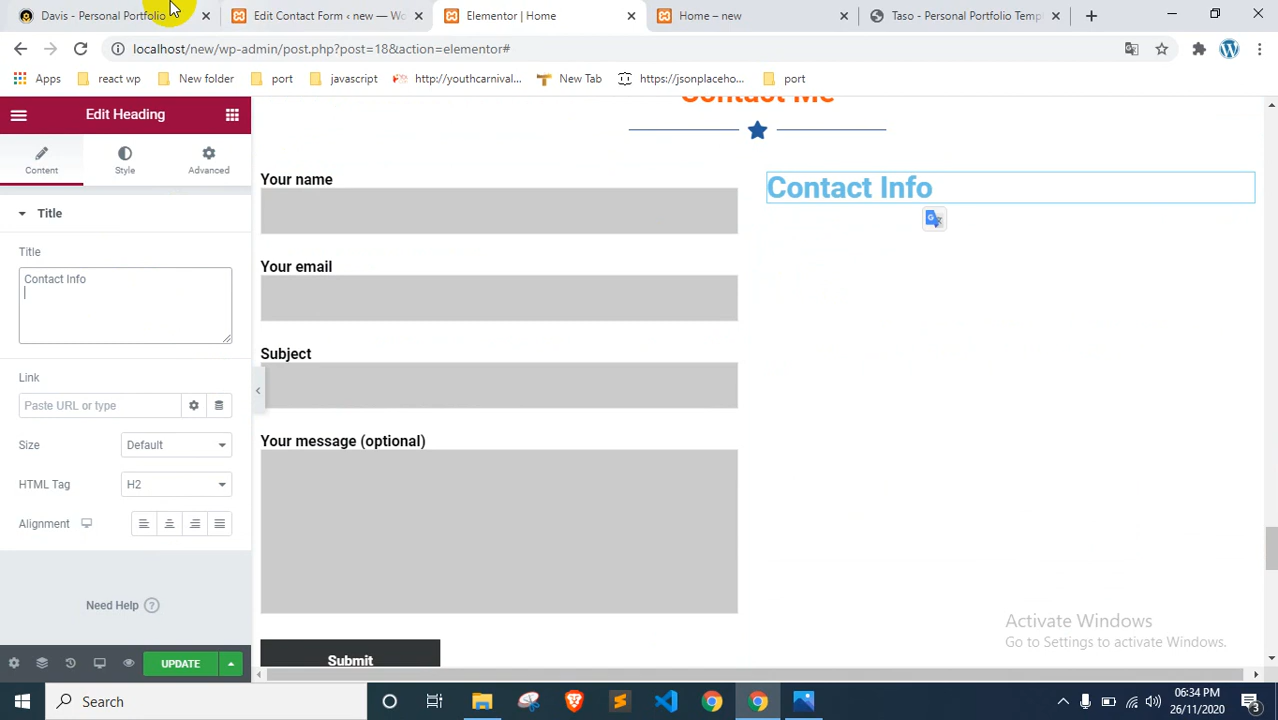 Davis - Personal Portfolio
Edit Contact Form ‹ new — Wo
Elementor | Home
Home – new
Taso - Personal Portfolio Temp
localhost/new/wp-admin/post.php?post=18&action=elementor#
Apps
react wp
New folder
port
javascript
http://youthcarnival...
New Tab
https://jsonplaceho...
port
Edit Heading
Content
Style
Advanced
Title
Title
Contact Info
Link
Paste URL or type
Size
Default
HTML Tag
H2
Alignment
Need Help ?
UPDATE
Contact Me
Your name
Your email
Subject
Your message (optional)
Submit
Contact Info
Activate Windows
Go to Settings to activate Windows.
Search
06:34 PM
26/11/2020
3